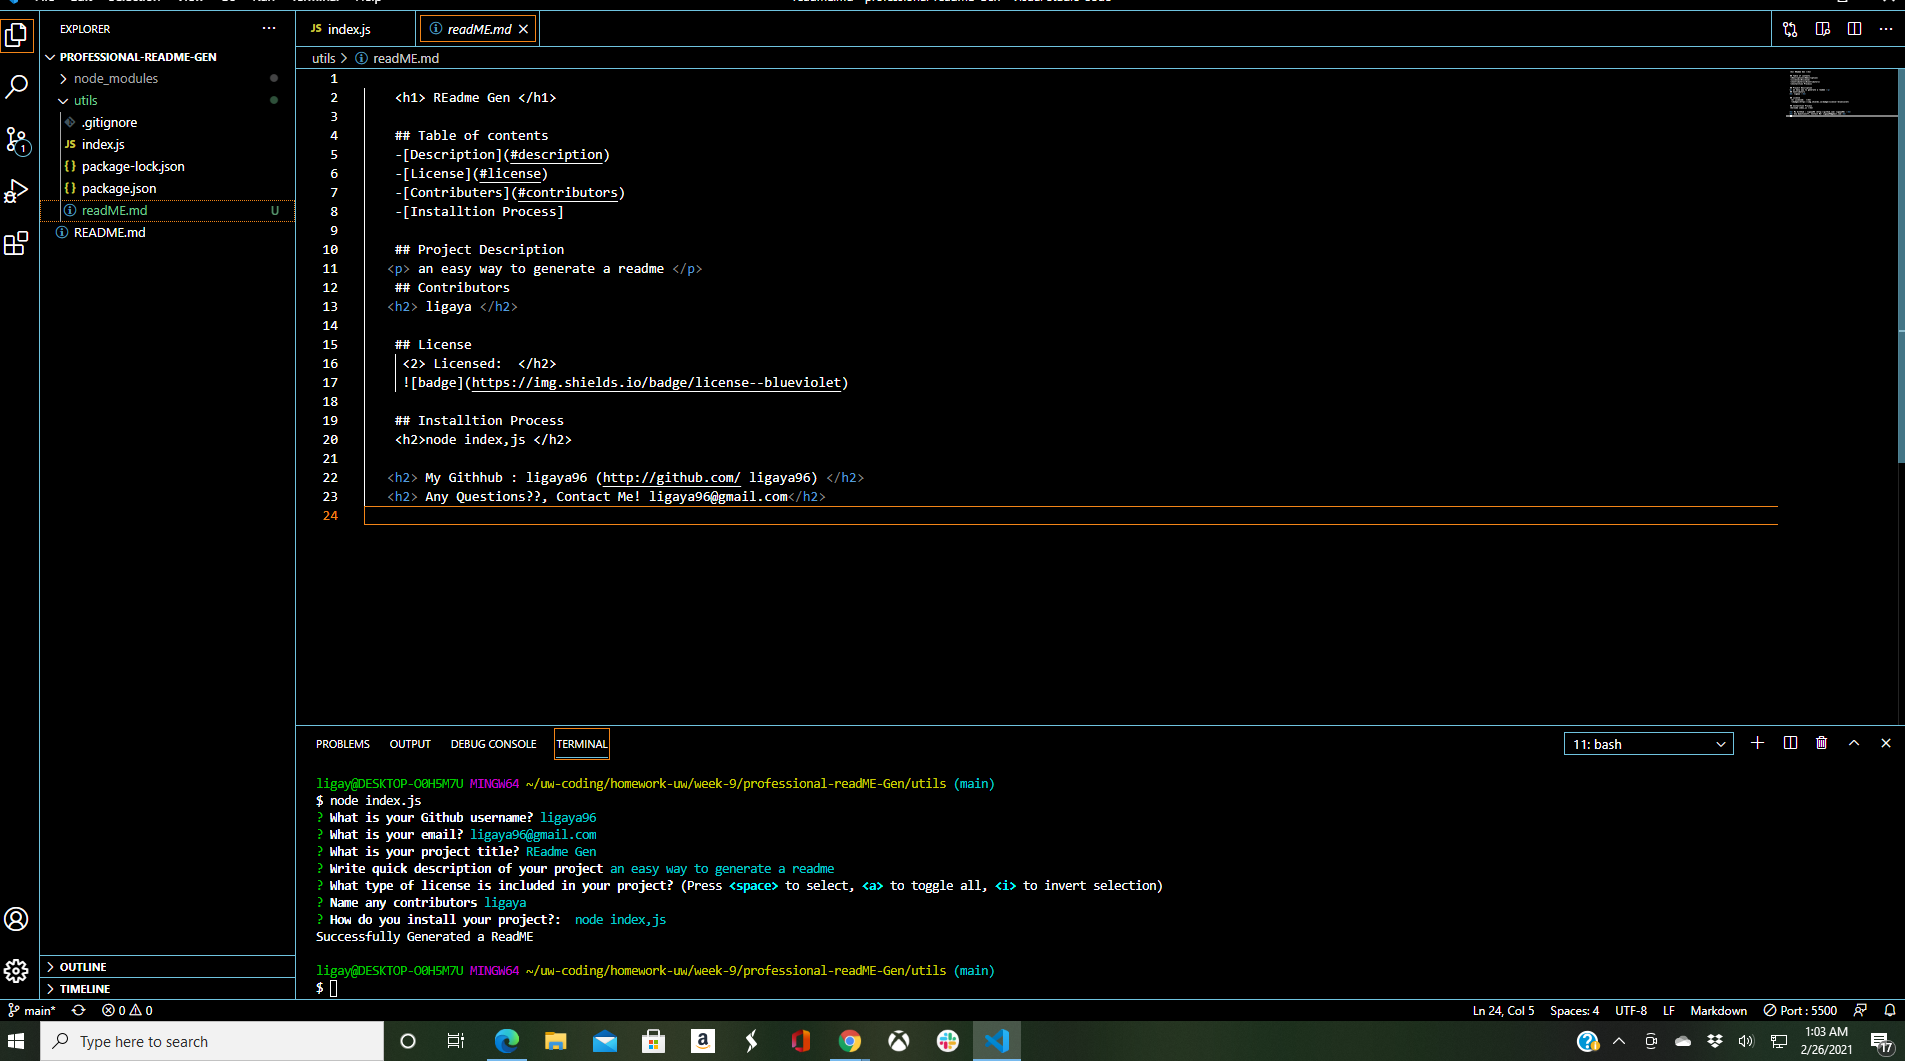 EXPLORER
PROFESSIONAL-README-GEN
node_modules
utils
.gitignore
JS index.js
{} package-lock.json
{} package.json
readME.md U
README.md
OUTLINE
TIMELINE
1
JS index.js
readME.md
utils > readME.md
1
2 <h1> REadme Gen </h1>
3
4 ## Table of contents
5 -[Description](#description)
6 -[License](#license)
7 -[Contributers](#contributors)
8 -[Installtion Process]
9
10 ## Project Description
11 <p> an easy way to generate a readme </p>
12 ## Contributors
13 <h2> ligaya </h2>
14
15 ## License
16 <2> Licensed:  </h2>
17 ![badge](https://img.shields.io/badge/license--blueviolet)
18
19 ## Installtion Process
20 <h2>node index,js </h2>
21
22 <h2> My Githhub : ligaya96 (http://github.com/ ligaya96) </h2>
23 <h2> Any Questions??, Contact Me! ligaya96@gmail.com</h2>
24
PROBLEMS OUTPUT DEBUG CONSOLE TERMINAL 11: bash
ligay@DESKTOP-O0H5M7U MINGW64 ~/uw-coding/homework-uw/week-9/professional-readME-Gen/utils (main)
$ node index.js
? What is your Github username? ligaya96
? What is your email? ligaya96@gmail.com
? What is your project title? REadme Gen
? Write quick description of your project an easy way to generate a readme
? What type of license is included in your project? (Press <space> to select, <a> to toggle all, <i> to invert selection)
? Name any contributors ligaya
? How do you install your project?:  node index,js
Successfully Generated a ReadME
ligay@DESKTOP-O0H5M7U MINGW64 ~/uw-coding/homework-uw/week-9/professional-readME-Gen/utils (main)
$
main* 0 0 Ln 24, Col 5 Spaces: 4 UTF-8 LF Markdown Port : 5500
Type here to search
1:03 AM
2/26/2021
17